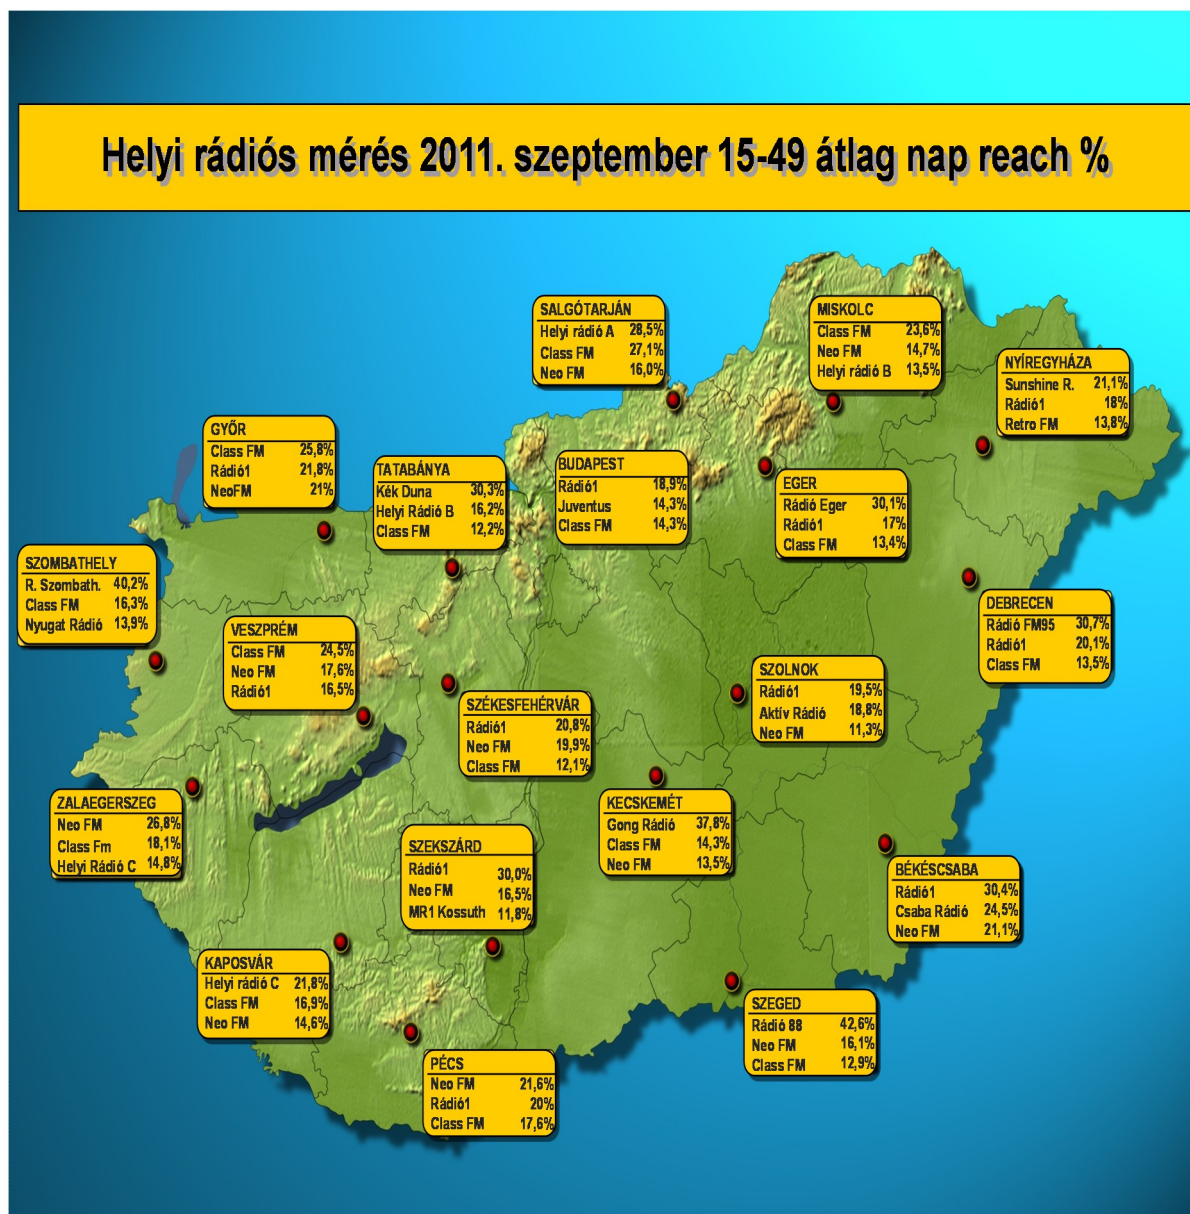 Helyi rádiós mérés 2011. szeptember 15-49 átlag nap reach %
SALGÓTARJÁN
Helyi rádió A 28,5%
Class FM 27,1%
Neo FM 16,0%
MISKOLC
Class FM 23,6%
Neo FM 14,7%
Helyi rádió B 13,5%
NYÍREGYHÁZA
Sunshine R. 21,1%
Rádió1 18%
Retro FM 13,8%
GYŐR
Class FM 25,8%
Rádió1 21,8%
NeoFM 21%
TATABÁNYA
Kék Duna 30,3%
Helyi Rádió B 16,2%
Class FM 12,2%
BUDAPEST
Rádió1 18,9%
Juventus 14,3%
Class FM 14,3%
EGER
Rádió Eger 30,1%
Rádió1 17%
Class FM 13,4%
SZOMBATHELY
R. Szombath. 40,2%
Class FM 16,3%
Nyugat Rádió 13,9%
DEBRECEN
Rádió FM95 30,7%
Rádió1 20,1%
Class FM 13,5%
VESZPRÉM
Class FM 24,5%
Neo FM 17,6%
Rádió1 16,5%
SZOLNOK
Rádió1 19,5%
Aktív Rádió 18,8%
Neo FM 11,3%
SZÉKESFEHÉRVÁR
Rádió1 20,8%
Neo FM 19,9%
Class FM 12,1%
ZALAEGERSZEG
Neo FM 26,8%
Class Fm 18,1%
Helyi Rádió C 14,8%
KECSKEMÉT
Gong Rádió 37,8%
Class FM 14,3%
Neo FM 13,5%
SZEKSZÁRD
Rádió1 30,0%
Neo FM 16,5%
MR1 Kossuth 11,8%
BÉKÉSCSABA
Rádió1 30,4%
Csaba Rádió 24,5%
Neo FM 21,1%
KAPOSVÁR
Helyi rádió C 21,8%
Class FM 16,9%
Neo FM 14,6%
SZEGED
Rádió 88 42,6%
Neo FM 16,1%
Class FM 12,9%
PÉCS
Neo FM 21,6%
Rádió1 20%
Class FM 17,6%